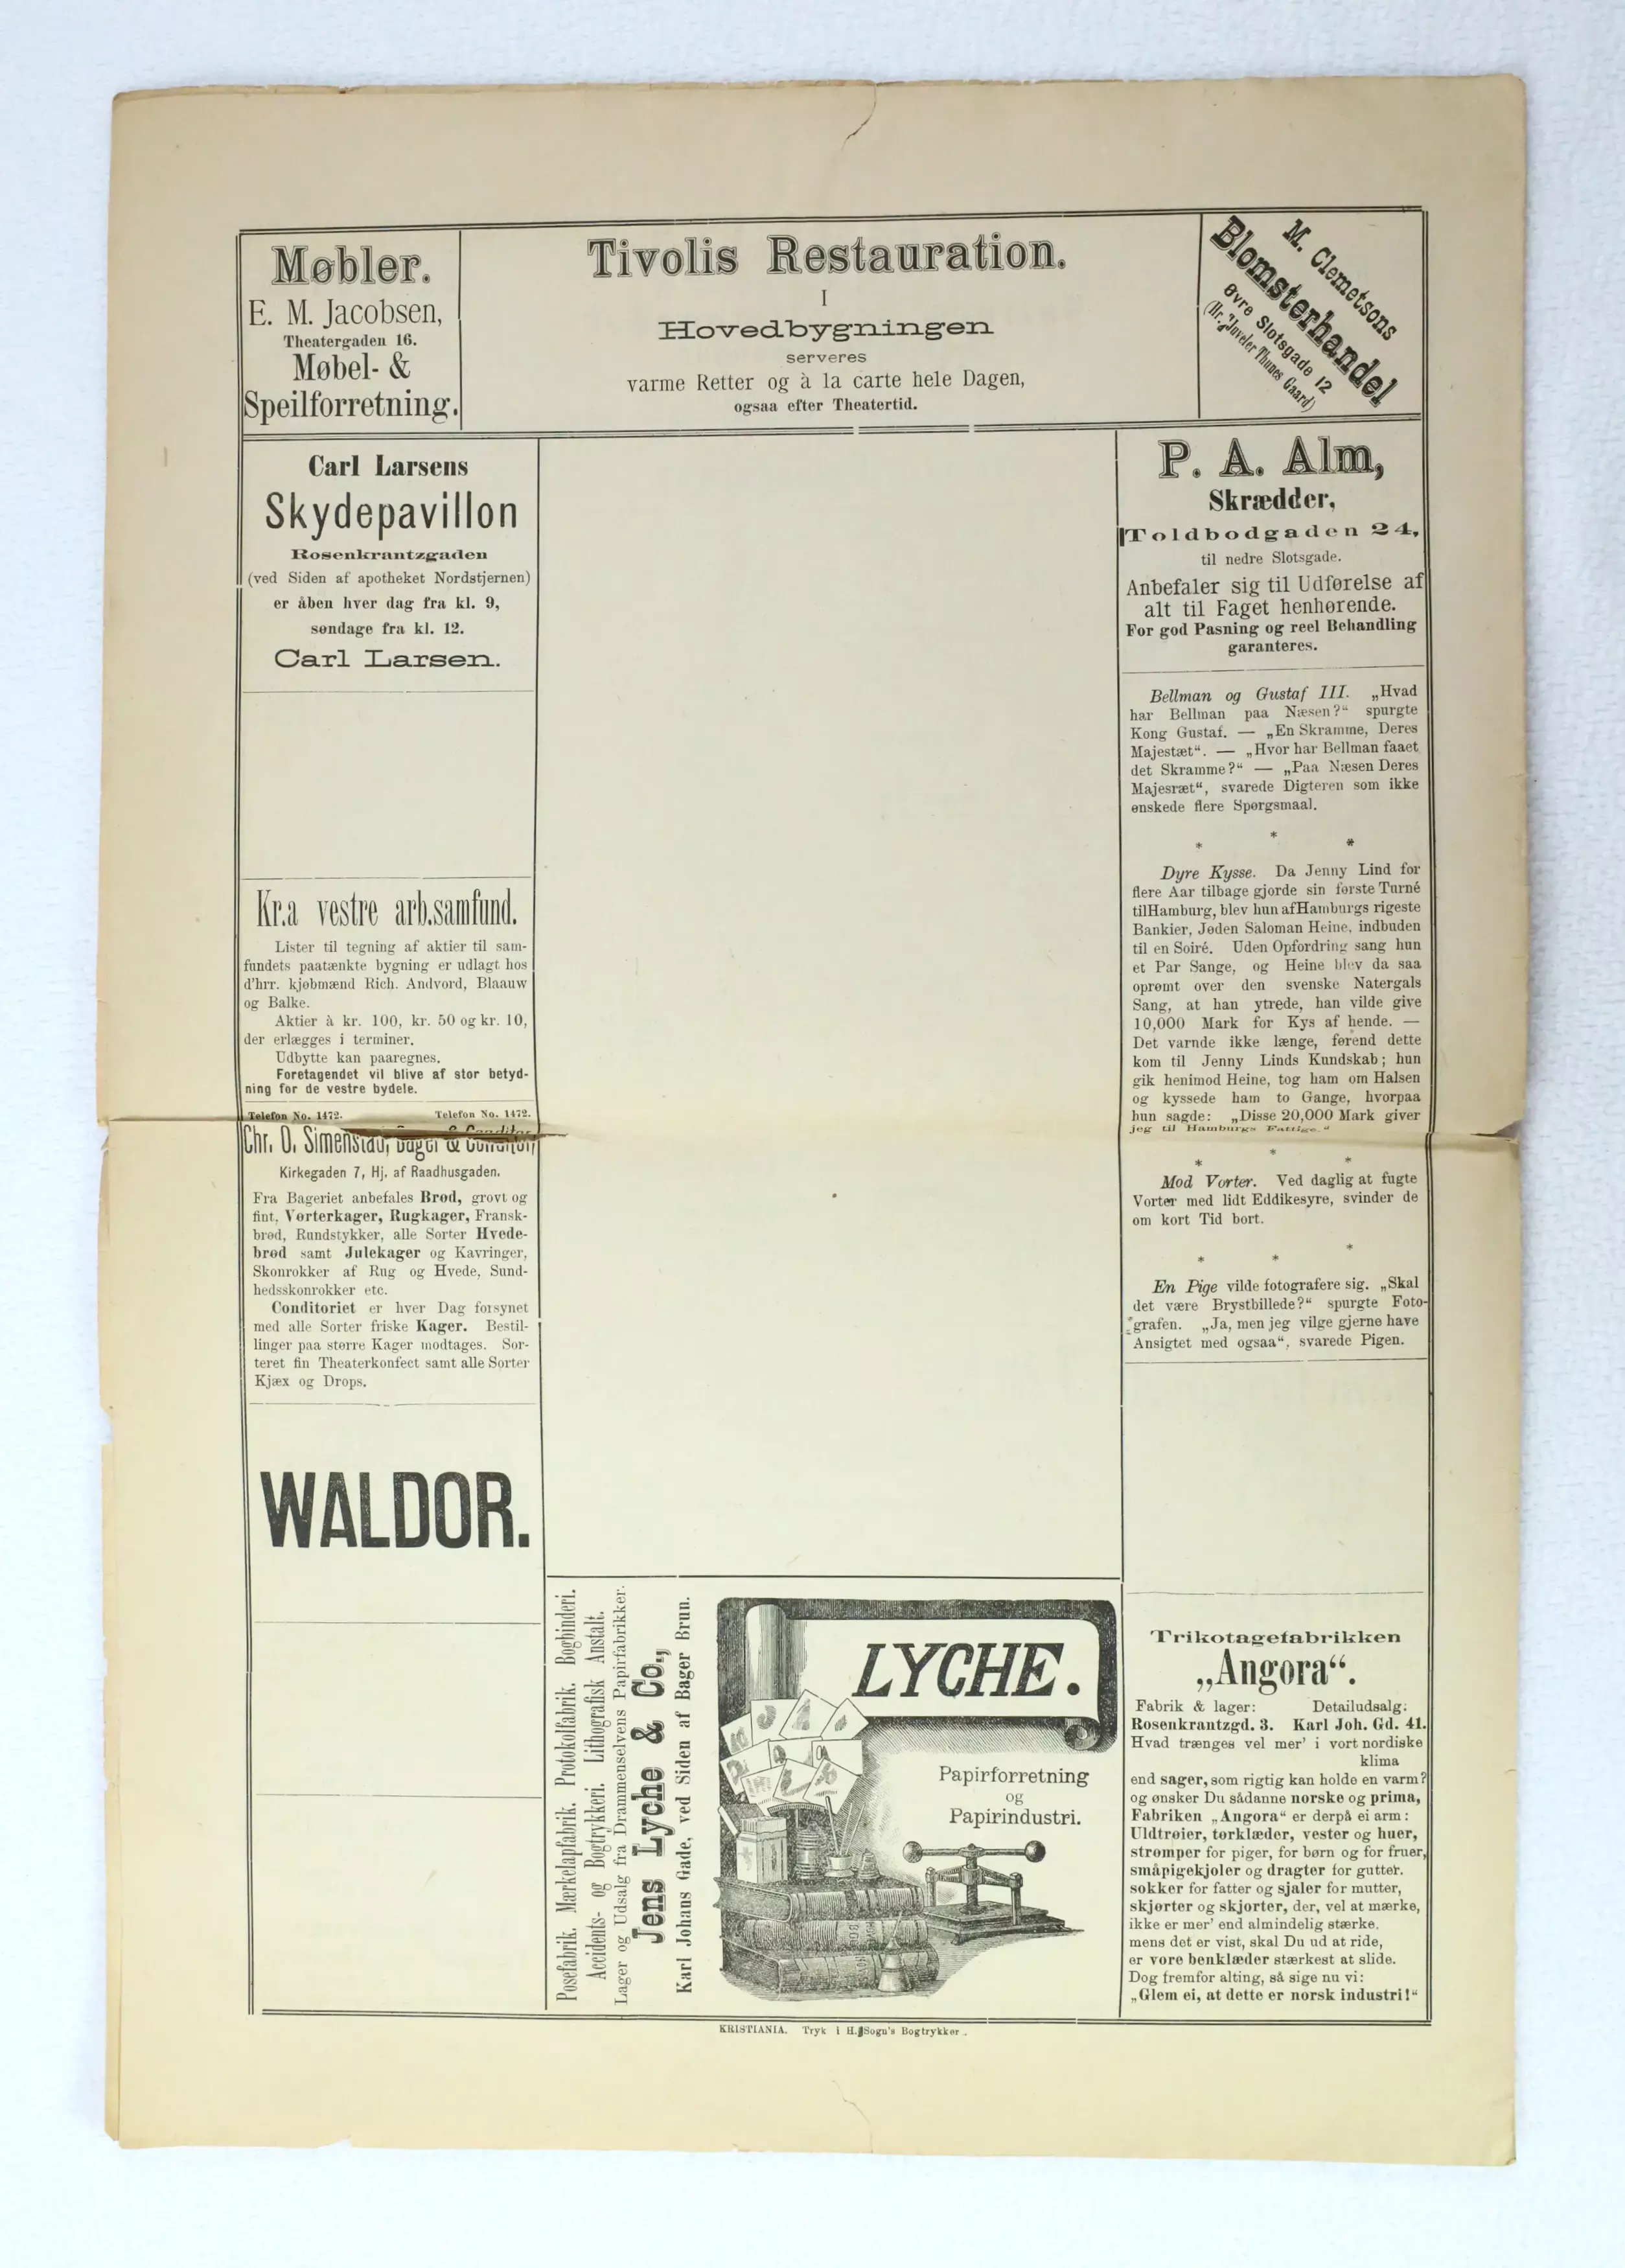 Møbler.
E. M. Jacobsen,
Theatergaden 16.
Møbel- &
Speilforretning.
Tivolis Restauration.
I
Hovedbygningen
serveres
varme Retter og à la carte hele Dagen,
ogsaa efter Theatertid.
M. Clemetsons
Blomsterhandel
Øvre Slotsgade 12
(Hr. Juveler Thunes Gaard)
Carl Larsens
Skydepavillon
Rosenkrantzgaden
(ved Siden af apotheket Nordstjernen)
er åben hver dag fra kl. 9,
søndage fra kl. 12.
Carl Larsen.
Kr.a vestre arb.samfund.
Lister til tegning af aktier til sam-
fundets paatænkte bygning er udlagt hos
d'hrr. kjøbmænd Rich. Andvord, Blaauw
og Balke.
Aktier à kr. 100, kr. 50 og kr. 10,
der erlægges i terminer.
Udbytte kan paaregnes.
Foretagendet vil blive af stor betyd-
ning for de vestre bydele.
Telefon No. 1472. Telefon No. 1472.
Chr. O. Simenstad, Bager & Conditor,
Kirkegaden 7, Hj. af Raadhusgaden.
Fra Bageriet anbefales Brød, grovt og
fint, Vørterkager, Rugkager, Fransk-
brød, Rundstykker, alle Sorter Hvede-
brød samt Julekager og Kavringer,
Skonrokker af Rug og Hvede, Sund-
hedsskonrokker etc.
Conditoriet er hver Dag forsynet
med alle Sorter friske Kager. Bestil-
linger paa større Kager modtages. Sor-
teret fin Theaterkonfect samt alle Sorter
Kjæx og Drops.
WALDOR.
P. A. Alm,
Skrædder,
Toldbodgaden 24,
til nedre Slotsgade.
Anbefaler sig til Udførelse af
alt til Faget henhørende.
For god Pasning og reel Behandling
garanteres.
Bellman og Gustaf III. „Hvad
har Bellman paa Næsen?“ spurgte
Kong Gustaf. — „En Skramme, Deres
Majestæt“. — „Hvor har Bellman faaet
det Skramme?“ — „Paa Næsen Deres
Majesræt“, svarede Digteren som ikke
ønskede flere Spørgsmaal.
* * *
Dyre Kysse. Da Jenny Lind for
flere Aar tilbage gjorde sin første Turné
tilHamburg, blev hun afHamburgs rigeste
Bankier, Jøden Saloman Heine, indbuden
til en Soiré. Uden Opfordring sang hun
et Par Sange, og Heine blev da saa
oprømt over den svenske Natergals
Sang, at han ytrede, han vilde give
10,000 Mark for Kys af hende. —
Det varnde ikke længe, førend dette
kom til Jenny Linds Kundskab; hun
gik henimod Heine, tog ham om Halsen
og kyssede ham to Gange, hvorpaa
hun sagde: „Disse 20,000 Mark giver
jeg til Hamburgs Fattige.“
* * *
Mod Vorter. Ved daglig at fugte
Vorter med lidt Eddikesyre, svinder de
om kort Tid bort.
* * *
En Pige vilde fotografere sig. „Skal
det være Brystbillede?“ spurgte Foto-
grafen. „Ja, men jeg vilge gjerne have
Ansigtet med ogsaa“, svarede Pigen.
Posefabrik. Mærkelapfabrik. Protokolfabrik. Bogbinderi.
Accidents- og Bogtrykkeri. Lithografisk Anstalt.
Lager og Udsalg fra Drammenselvens Papirfabrikker.
Jens Lyche & Co.,
Karl Johans Gade, ved Siden af Bager Brun.
LYCHE.
Papirforretning
og
Papirindustri.
Trikotagefabrikken
„Angora“.
Fabrik & lager: Detailudsalg:
Rosenkrantzgd. 3. Karl Joh. Gd. 41.
Hvad trænges vel mer' i vort nordiske
klima
end sager, som rigtig kan holde en varm?
og ønsker Du sådanne norske og prima,
Fabriken „Angora“ er derpå ei arm:
Uldtrøier, tørklæder, vester og huer,
strømper for piger, for børn og for fruer,
småpigekjoler og dragter for gutter.
sokker for fatter og sjaler for mutter,
skjørter og skjorter, der, vel at mærke,
ikke er mer' end almindelig stærke.
mens det er vist, skal Du ud at ride,
er vore benklæder stærkest at slide.
Dog fremfor alting, så sige nu vi:
„Glem ei, at dette er norsk industri!“
KRISTIANIA. Tryk i H. Sogn's Bogtrykker .